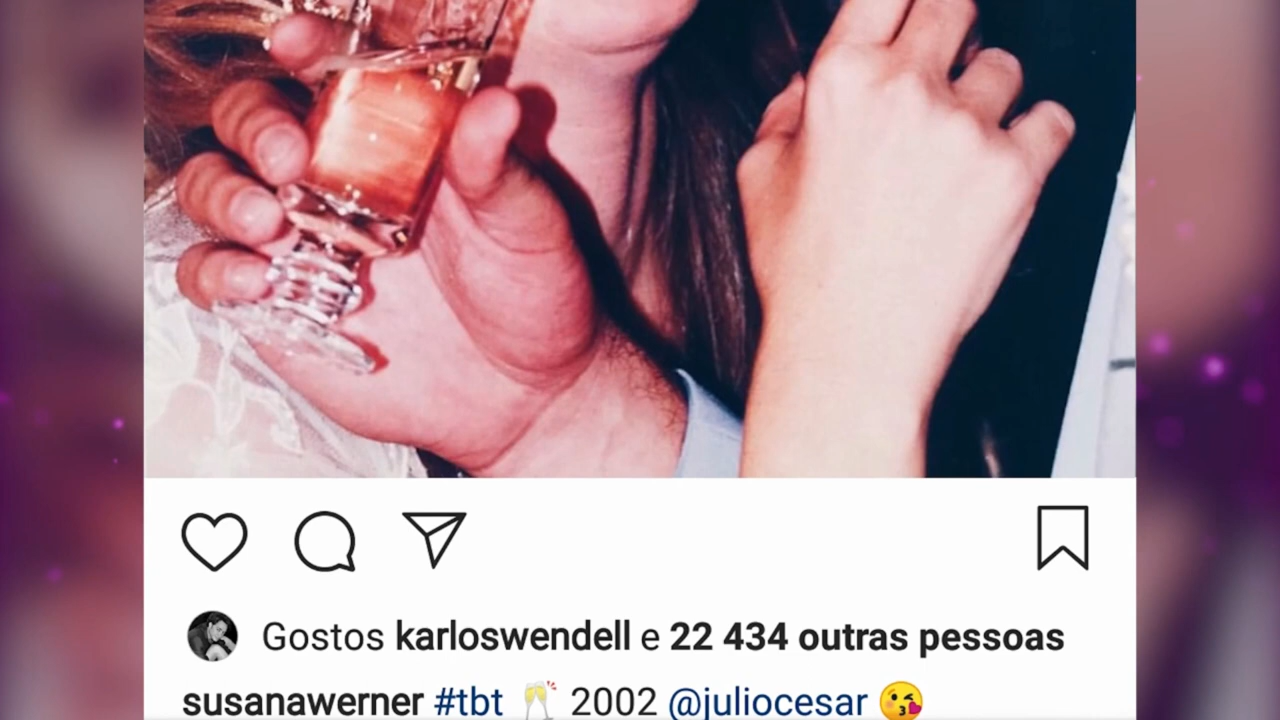 Gostos karloswendell e 22 434 outras pessoas
susanawerner #tbt 🥂 2002 @juliocesar 😘